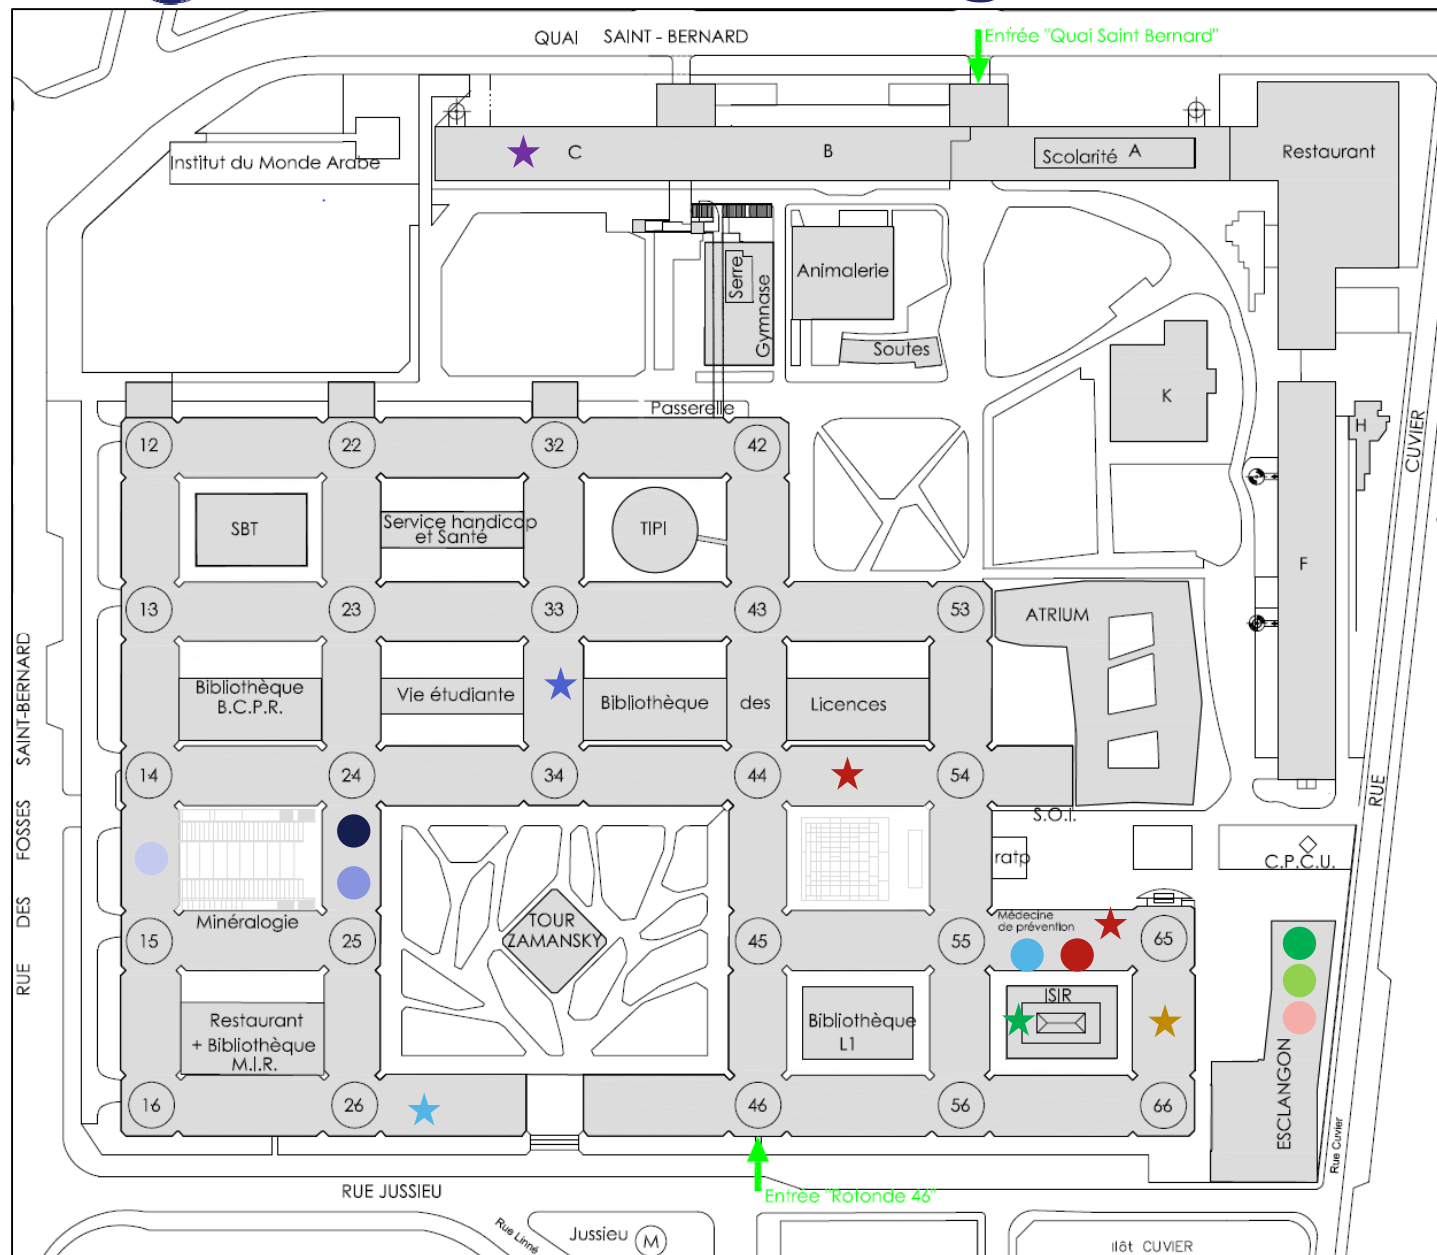 QUAI SAINT - BERNARD
Entrée "Quai Saint Bernard"
Institut du Monde Arabe
C
B
Scolarité A
Restaurant
Serre
Gymnase
Animalerie
Soutes
K
H
CUVIER
Passerelle
12
22
32
42
SBT
Service handicap
et Santé
TIPI
F
13
23
33
43
53
ATRIUM
SAINT-BERNARD
Bibliothèque
B.C.P.R.
Vie étudiante
Bibliothèque des Licences
14
24
34
44
54
RUE
S.O.I.
FOSSES
ratp
C.P.C.U.
Minéralogie
DES
TOUR
ZAMANSKY
Médecine
de prévention
15
25
45
55
65
RUE
ISIR
Restaurant
+ Bibliothèque
M.I.R.
Bibliothèque
L1
ESCLANGON
16
26
46
56
66
Rue Cuvier
RUE JUSSIEU
Entrée "Rotonde 46"
Rue Linné
Jussieu M
îlôt CUVIER